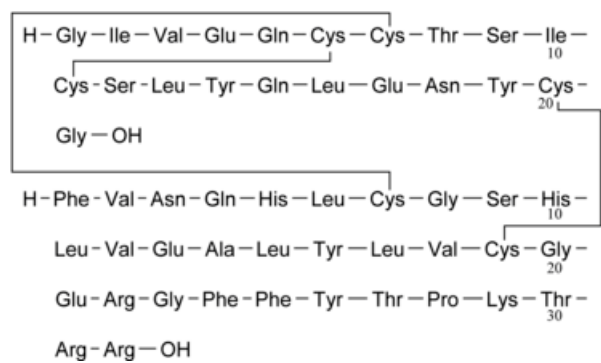 H-Gly-Ile-Val-Glu-Gln-Cys-Cys-Thr-Ser-Ile-
10
Cys-Ser-Leu-Tyr-Gln-Leu-Glu-Asn-Tyr-Cys-
20
Gly-OH
H-Phe-Val-Asn-Gln-His-Leu-Cys-Gly-Ser-His-
10
Leu-Val-Glu-Ala-Leu-Tyr-Leu-Val-Cys-Gly-
20
Glu-Arg-Gly-Phe-Phe-Tyr-Thr-Pro-Lys-Thr-
30
Arg-Arg-OH